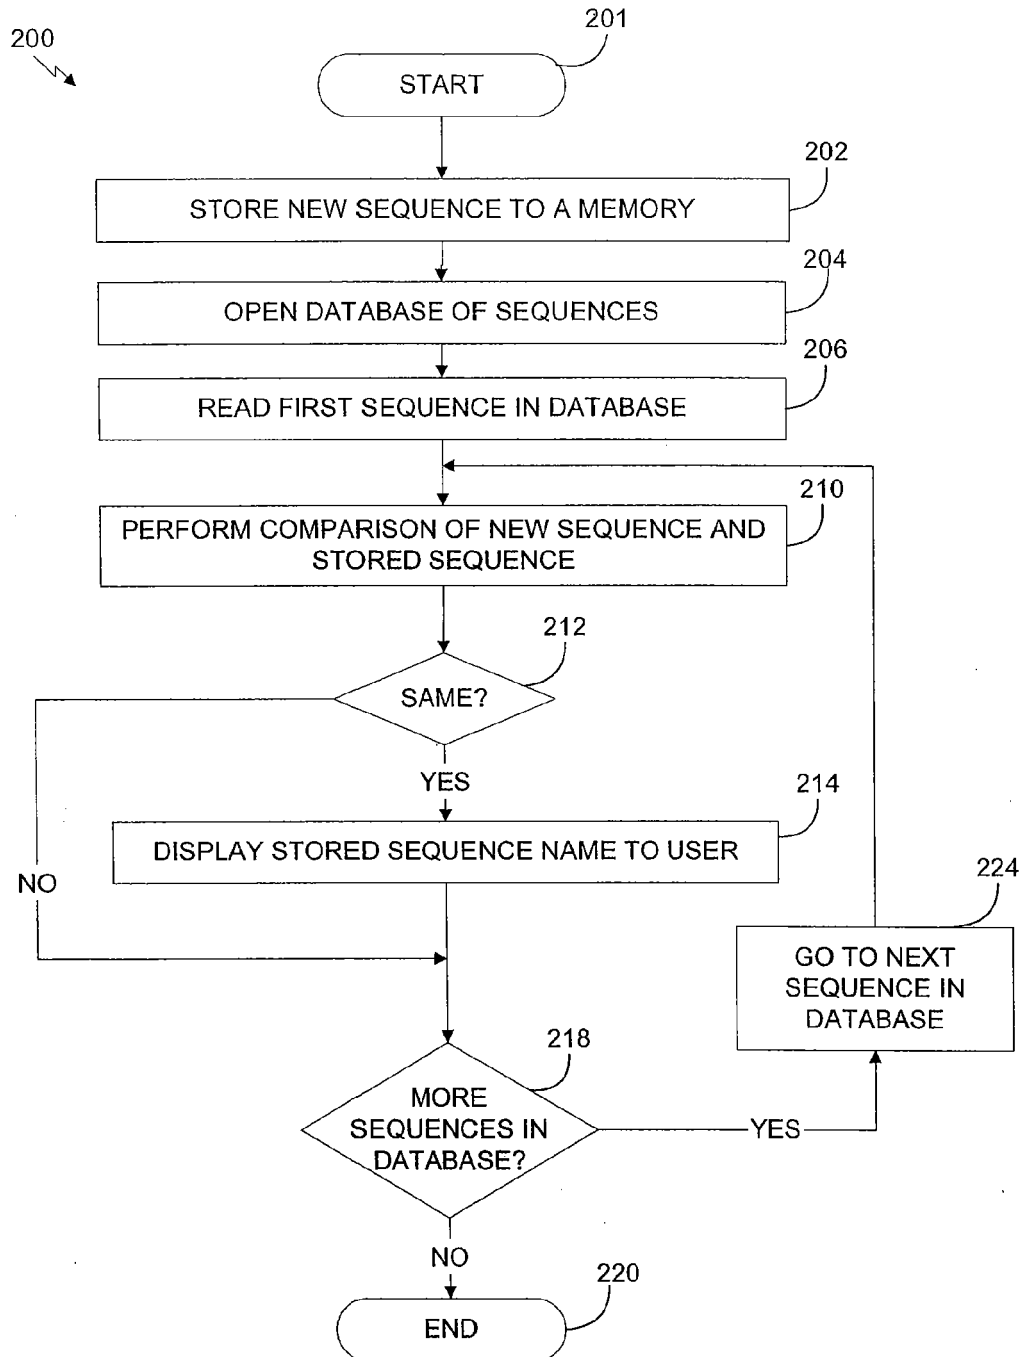 200
201
START
202
STORE NEW SEQUENCE TO A MEMORY
204
OPEN DATABASE OF SEQUENCES
206
READ FIRST SEQUENCE IN DATABASE
210
PERFORM COMPARISON OF NEW SEQUENCE AND
STORED SEQUENCE
212
SAME?
YES
214
DISPLAY STORED SEQUENCE NAME TO USER
NO
224
GO TO NEXT
SEQUENCE IN
DATABASE
218
MORE
SEQUENCES IN
DATABASE?
YES
NO
220
END